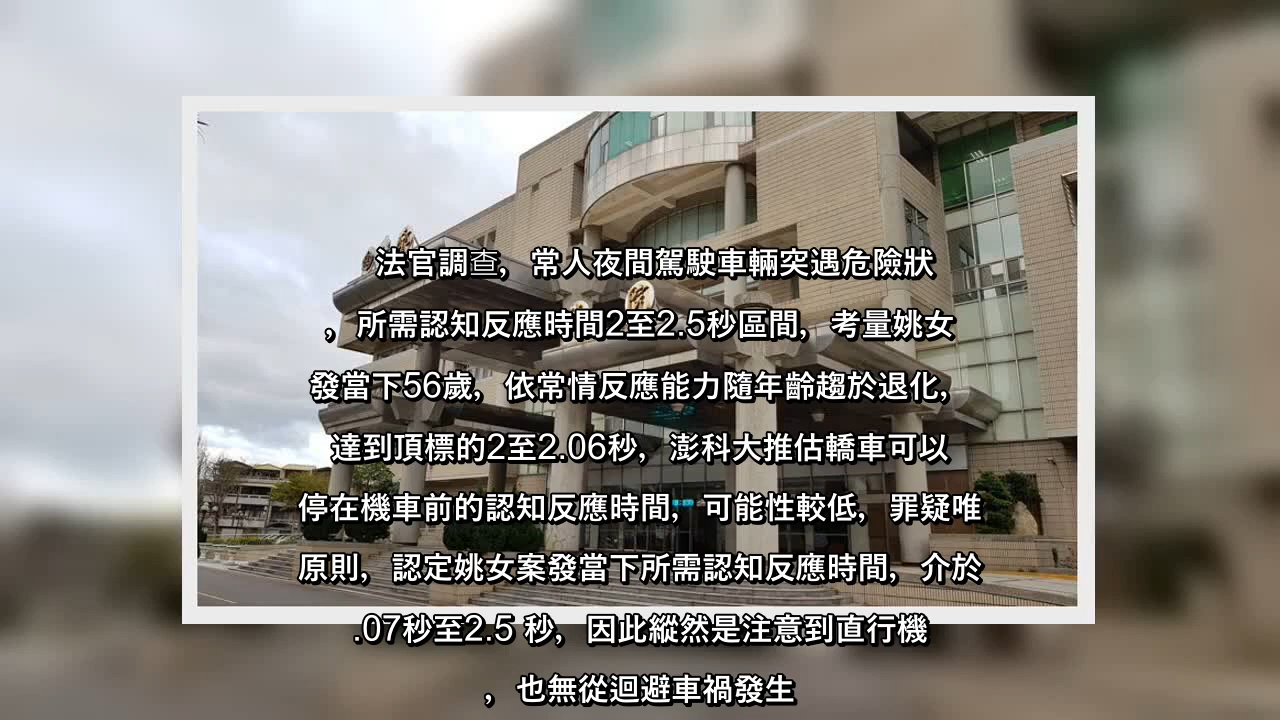 法官調查，常人夜間駕駛車輛突遇危險狀
，所需認知反應時間2至2.5秒區間，考量姚女
發當下56歲，依常情反應能力隨年齡趨於退化，
達到頂標的2至2.06秒，澎科大推估轎車可以
停在機車前的認知反應時間，可能性較低，罪疑唯
原則，認定姚女案發當下所需認知反應時間，介於
.07秒至2.5 秒，因此縱然是注意到直行機
，也無從迴避車禍發生
院